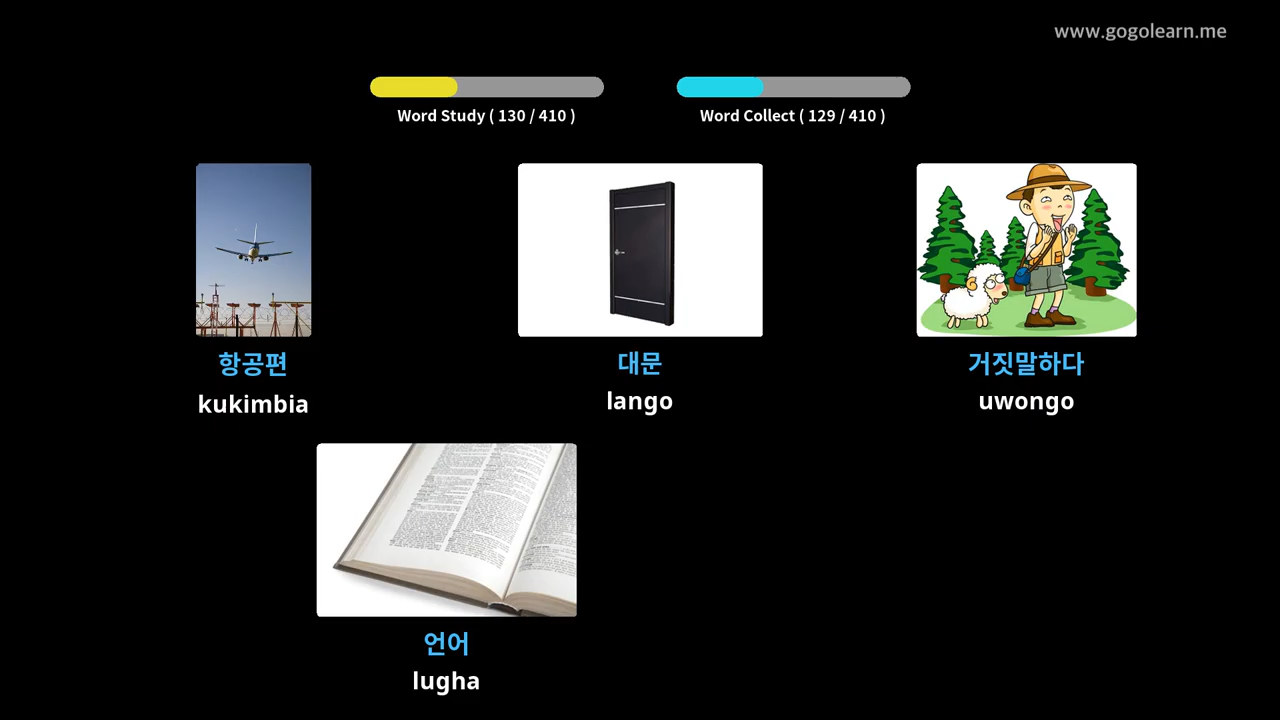 www.gogolearn.me
Word Study ( 130 / 410 )
Word Collect ( 129 / 410 )
항공편
kukimbia
대문
lango
거짓말하다
uwongo
언어
lugha